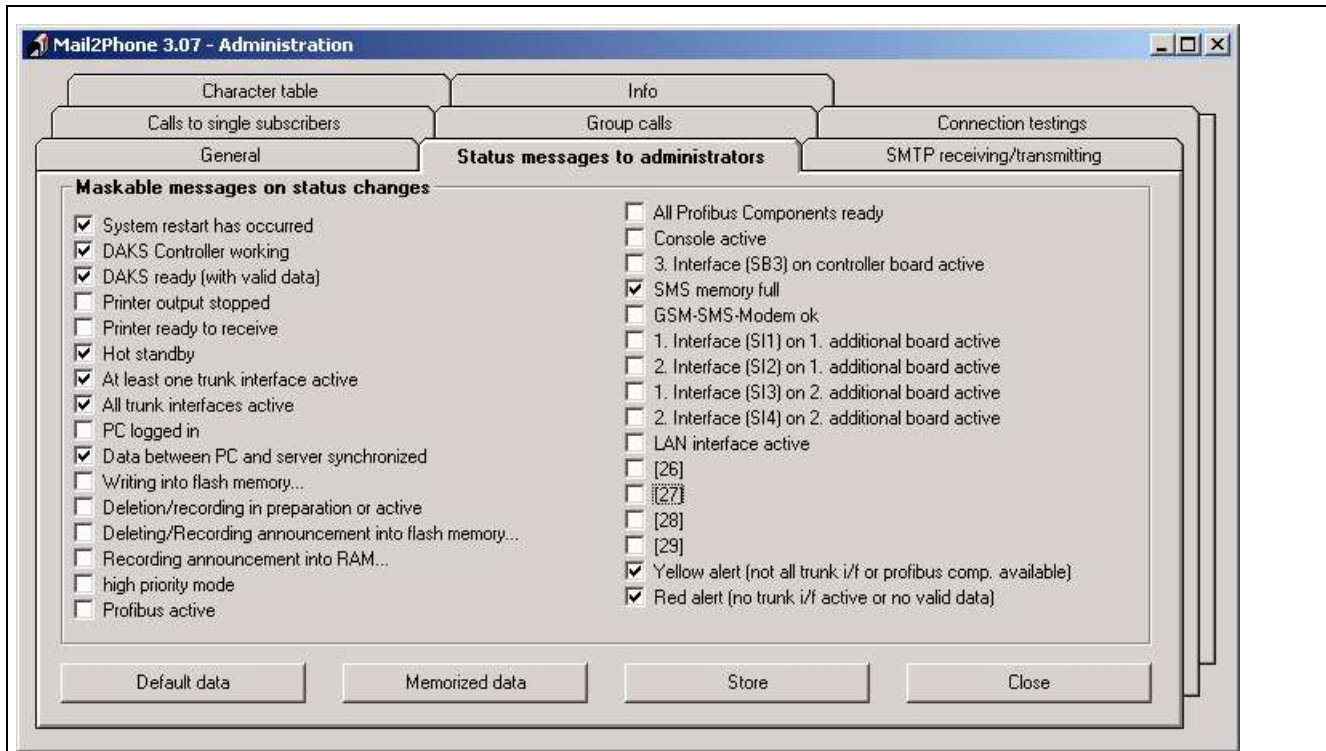 Mail2Phone 3.07 - Administration
Character table
Info
Calls to single subscribers
Group calls
Connection testings
General
Status messages to administrators
SMTP receiving/transmitting
Maskable messages on status changes
System restart has occurred
DAKS Controller working
DAKS ready (with valid data)
Printer output stopped
Printer ready to receive
Hot standby
At least one trunk interface active
All trunk interfaces active
PC logged in
Data between PC and server synchronized
Writing into flash memory...
Deletion/recording in preparation or active
Deleting/Recording announcement into flash memory...
Recording announcement into RAM...
high priority mode
Profibus active
All Profibus Components ready
Console active
3. Interface (SB3) on controller board active
SMS memory full
GSM-SMS-Modem ok
1. Interface (SI1) on 1. additional board active
2. Interface (SI2) on 1. additional board active
1. Interface (SI3) on 2. additional board active
2. Interface (SI4) on 2. additional board active
LAN interface active
[26]
[27]
[28]
[29]
Yellow alert (not all trunk i/f or profibus comp. available)
Red alert (no trunk i/f active or no valid data)
Default data
Memorized data
Store
Close